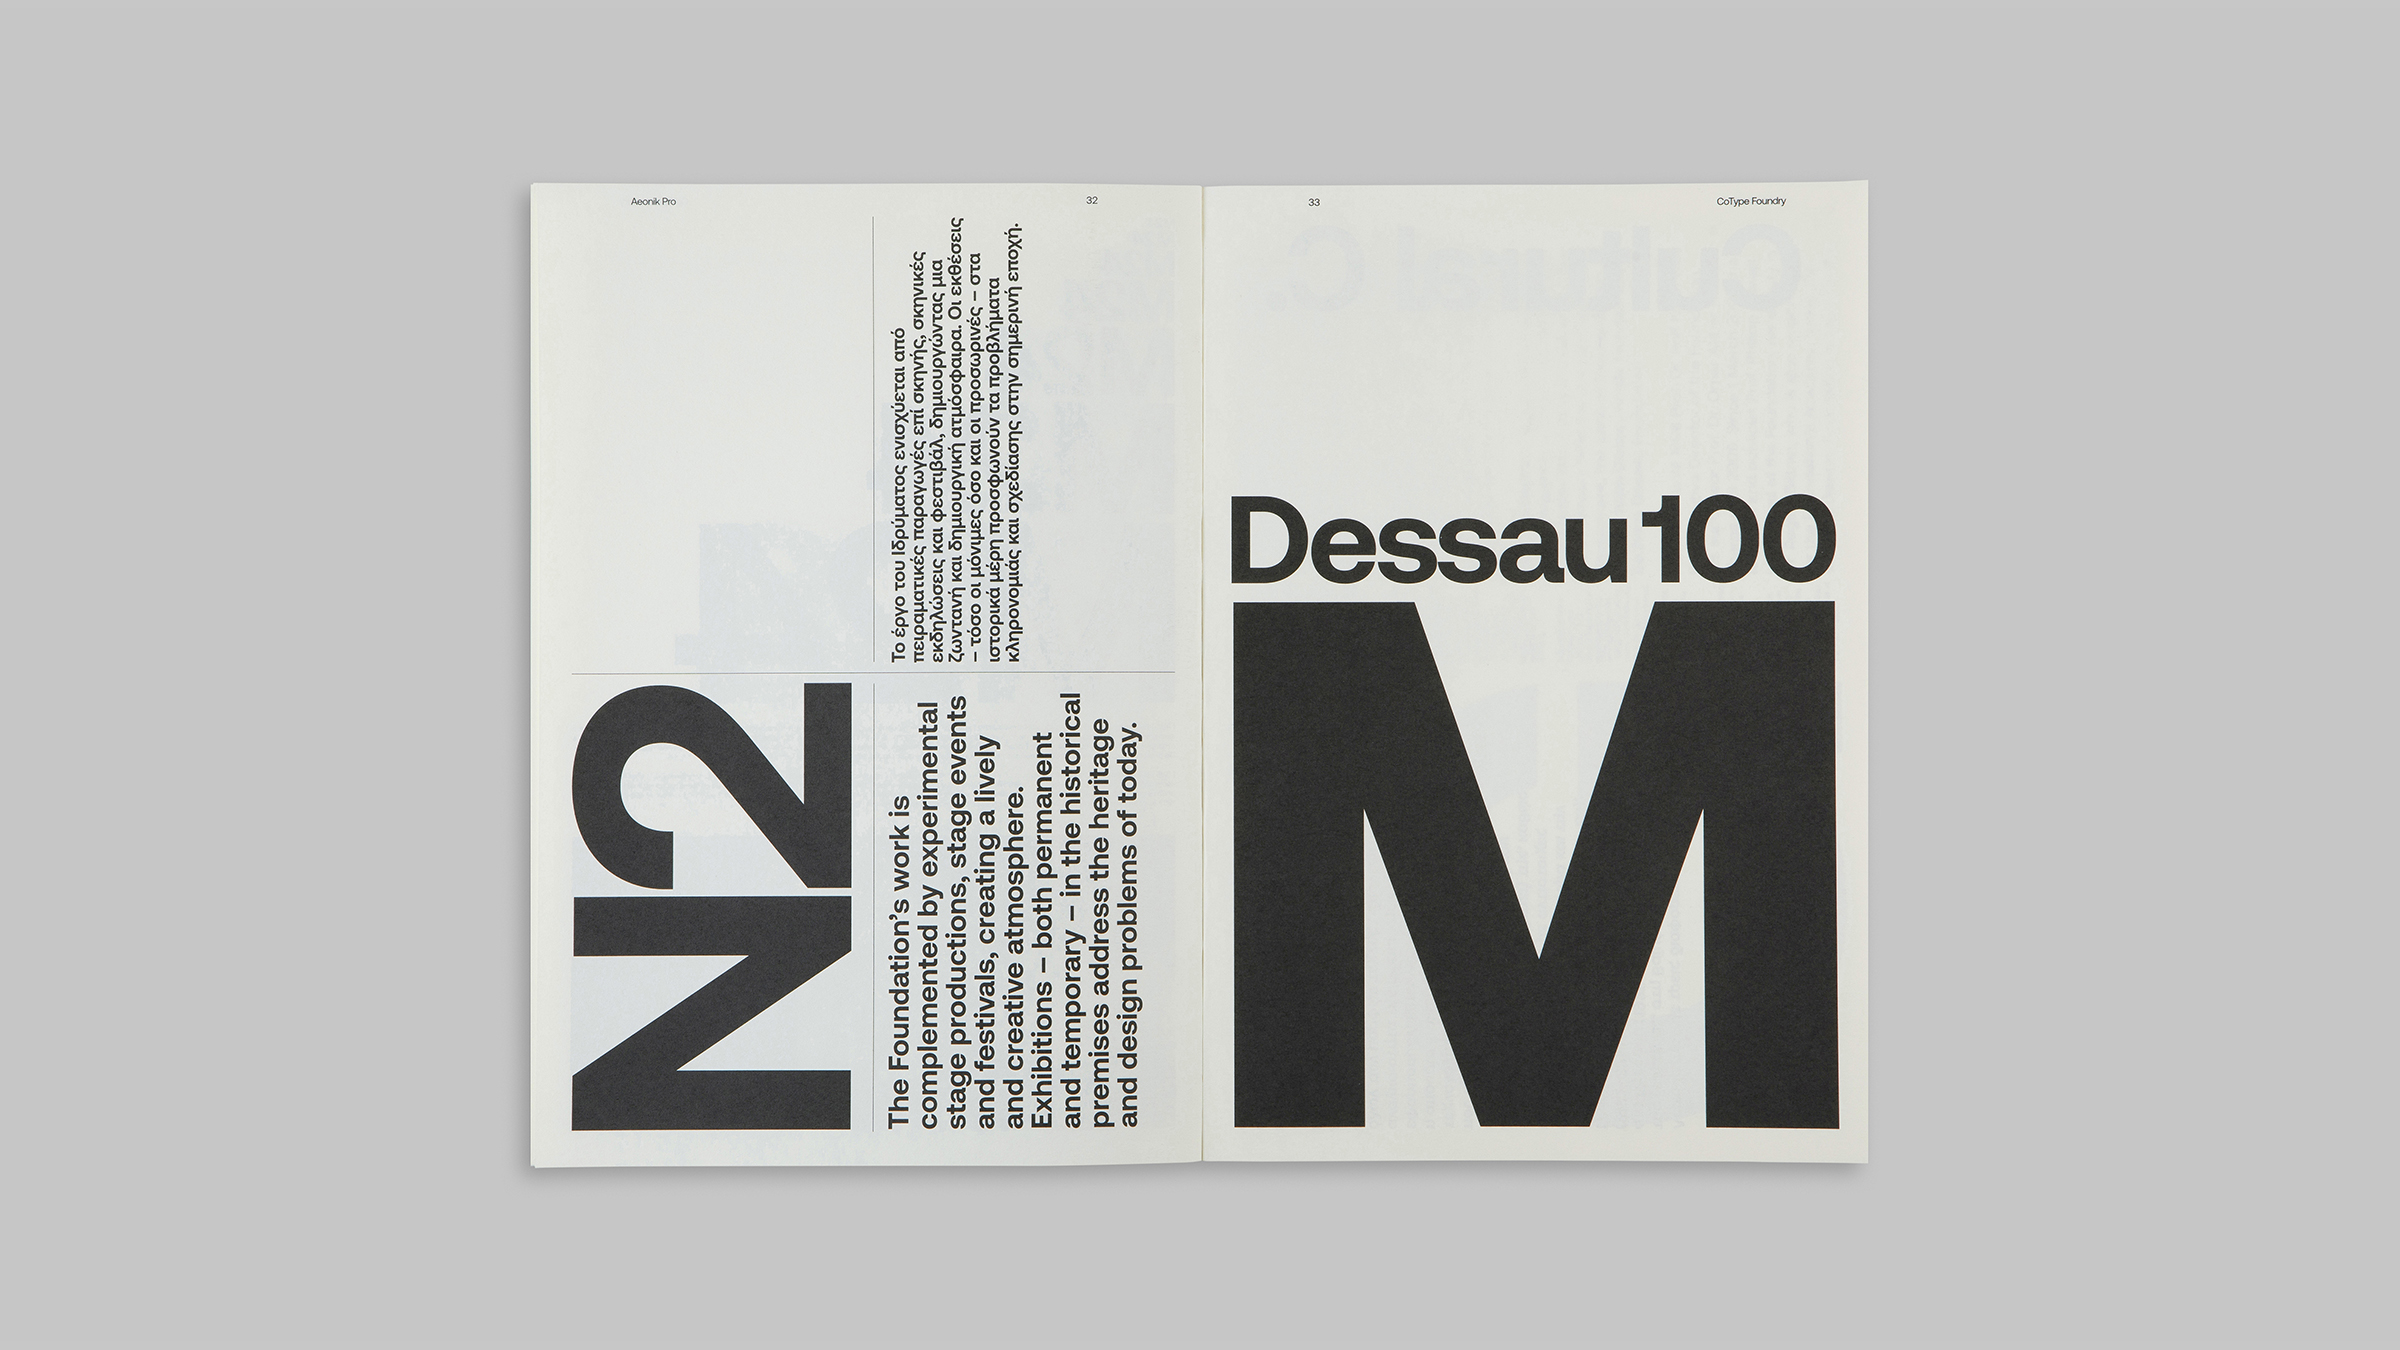 Aeonik Pro
32
Το έργο του Ιδρύματος ενισχύεται από
πειραματικές παραγωγές επί σκηνής, σκηνικές
εκδηλώσεις και φεστιβάλ, δημιουργώντας μια
ζωντανή και δημιουργική ατμόσφαιρα. Οι εκθέσεις
– τόσο οι μόνιμες όσο και οι προσωρινές – στα
ιστορικά μέρη προσφωνούν τα προβλήματα
κληρονομιάς και σχεδίασης στην σημερινή εποχή.
N2
The Foundation’s work is
complemented by experimental
stage productions, stage events
and festivals, creating a lively
and creative atmosphere.
Exhibitions – both permanent
and temporary – in the historical
premises address the heritage
and design problems of today.
33
CoType Foundry
Dessau 100
M